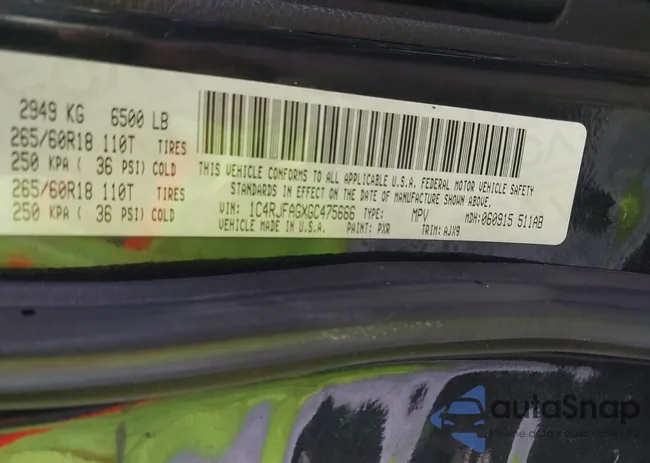 2949 KG 6500 LB
265/60R18 110T TIRES
250 KPA ( 36 PSI) COLD
265/60R18 110T TIRES
250 KPA ( 36 PSI) COLD
THIS VEHICLE CONFORMS TO ALL APPLICABLE U.S.A. FEDERAL MOTOR VEHICLE SAFETY
STANDARDS IN EFFECT ON THE DATE OF MANUFACTURE SHOWN ABOVE.
VIN: 1C4RJFAGXGC475666 TYPE: MPV MDH: 060915 511AB
VEHICLE MADE IN U.S.A. PAINT: PXR TRIM: AJX9
autoSnap